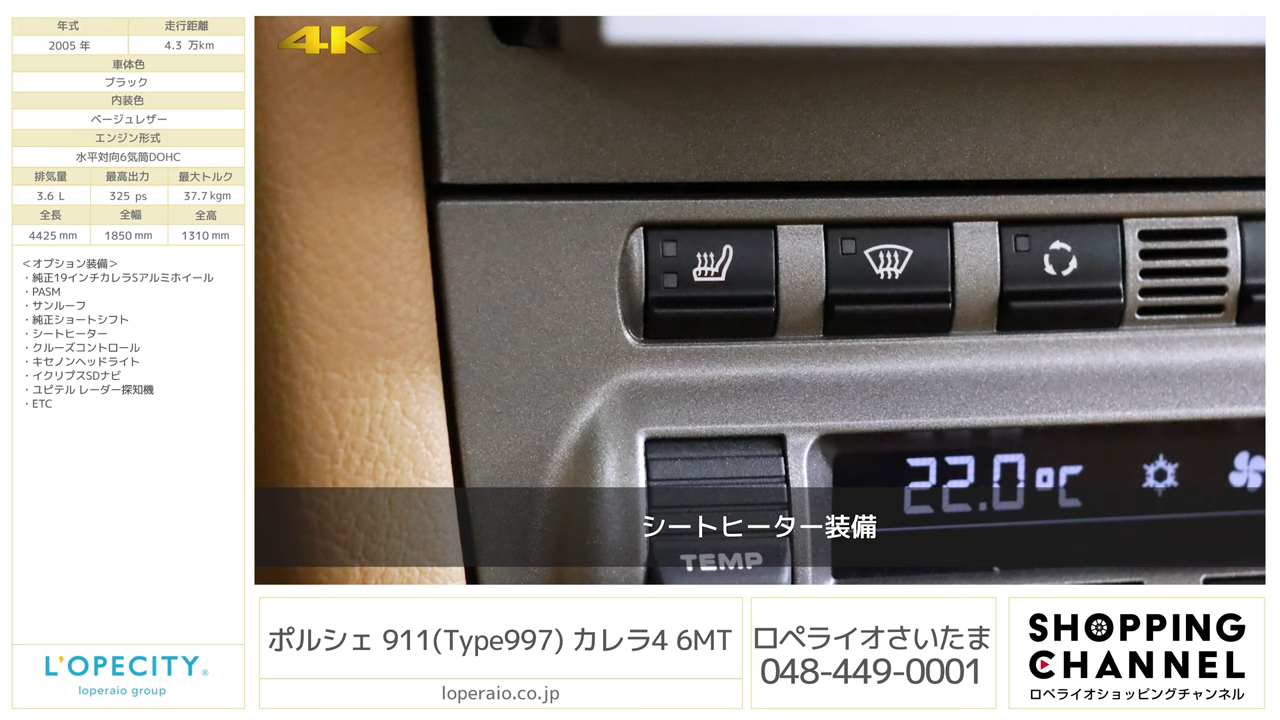 年式 走行距離
2005 年 4.3 万km
車体色
ブラック
内装色
ベージュレザー
エンジン形式
水平対向6気筒DOHC
排気量 最高出力 最大トルク
3.6 L 325 ps 37.7 kgm
全長 全幅 全高
4425 mm 1850 mm 1310 mm
＜オプション装備＞
・純正19インチカレラSアルミホイール
・PASM
・サンルーフ
・純正ショートシフト
・シートヒーター
・クルーズコントロール
・キセノンヘッドライト
・イクリプスSDナビ
・ユピテル レーダー探知機
・ETC
L'OPECITY®
loperaio group
4K
22.0°C
シートヒーター装備
TEMP
ポルシェ 911(Type997) カレラ4 6MT
loperaio.co.jp
ロペライオさいたま
048-449-0001
SHOPPING
CHANNEL
ロペライオショッピングチャンネル